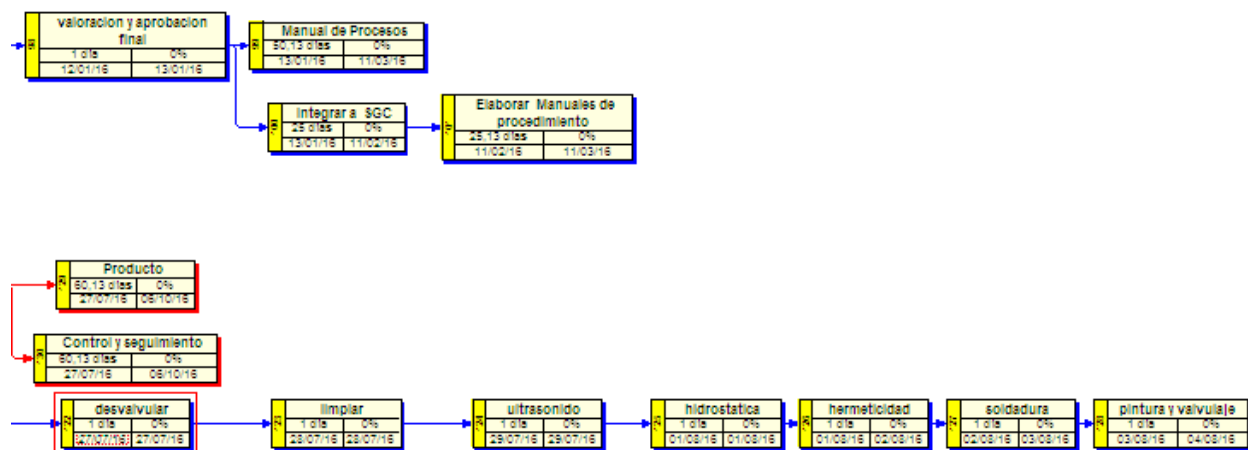 98
valoracion y aprobacion
final
1 día 0%
12/01/16 13/01/16
99
Manual de Procesos
50,13 días 0%
13/01/16 11/03/16
Integrar a SGC
25 días 0%
13/01/16 11/02/16
Elaborar Manuales de
procedimiento
25,13 días 0%
11/02/16 11/03/16
Producto
60,13 días 0%
27/07/16 06/10/16
Control y seguimiento
60,13 días 0%
27/07/16 06/10/16
desvalvular
1 día 0%
27/07/16 27/07/16
limpiar
1 día 0%
28/07/16 28/07/16
ultrasonido
1 día 0%
29/07/16 29/07/16
hidrostatica
1 día 0%
01/08/16 01/08/16
hermeticidad
1 día 0%
01/08/16 02/08/16
soldadura
1 día 0%
02/08/16 03/08/16
pintura y valvulaje
1 día 0%
03/08/16 04/08/16